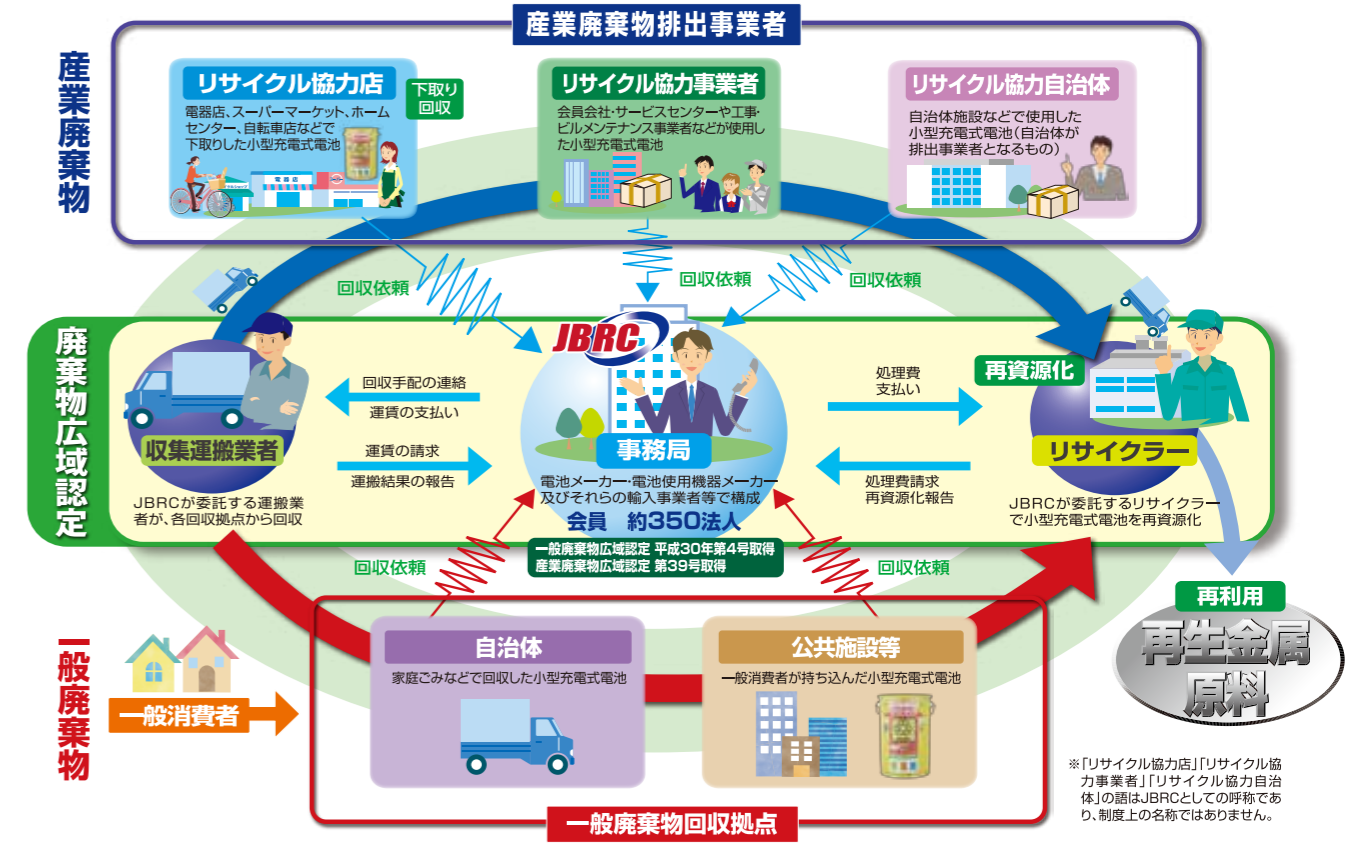 産業廃棄物排出事業者
産業廃棄物
リサイクル協力店
下取り
回収
電器店、スーパーマーケット、ホーム
センター、自転車店などで
下取りした小型充電式電池
電器店
リサイクル協力事業者
会員会社・サービスセンターや工事・
ビルメンテナンス事業者などが使用し
た小型充電式電池
リサイクル協力自治体
自治体施設などで使用した
小型充電式電池(自治体が
排出事業者となるもの)
回収依頼
回収依頼
回収依頼
廃棄物広域認定
JBRC
収集運搬業者
JBRCが委託する運搬業
者が、各回収拠点から回収
回収手配の連絡
運賃の支払い
運賃の請求
運搬結果の報告
事務局
電池メーカー・電池使用機器メーカー
及びそれらの輸入事業者等で構成
会員 約350法人
一般廃棄物広域認定 平成30年第4号取得
産業廃棄物広域認定 第39号取得
処理費
支払い
処理費請求
再資源化報告
再資源化
リサイクラー
JBRCが委託するリサイクラー
で小型充電式電池を再資源化
回収依頼
回収依頼
再利用
再生金属
原料
一般廃棄物
一般消費者
自治体
家庭ごみなどで回収した小型充電式電池
公共施設等
一般消費者が持ち込んだ小型充電式電池
一般廃棄物回収拠点
※「リサイクル協力店」「リサイクル協
力事業者」「リサイクル協力自治
体」の語はJBRCとしての呼称であ
り、制度上の名称ではありません。